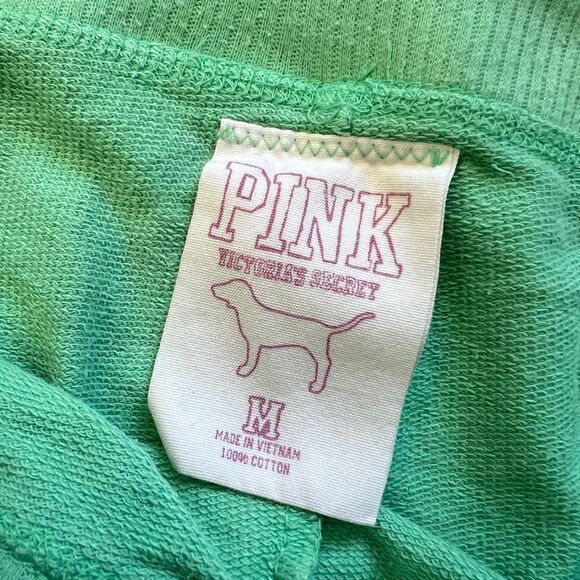 PINK
VICTORIA'S SECRET
M
MADE IN VIETNAM
100% COTTON